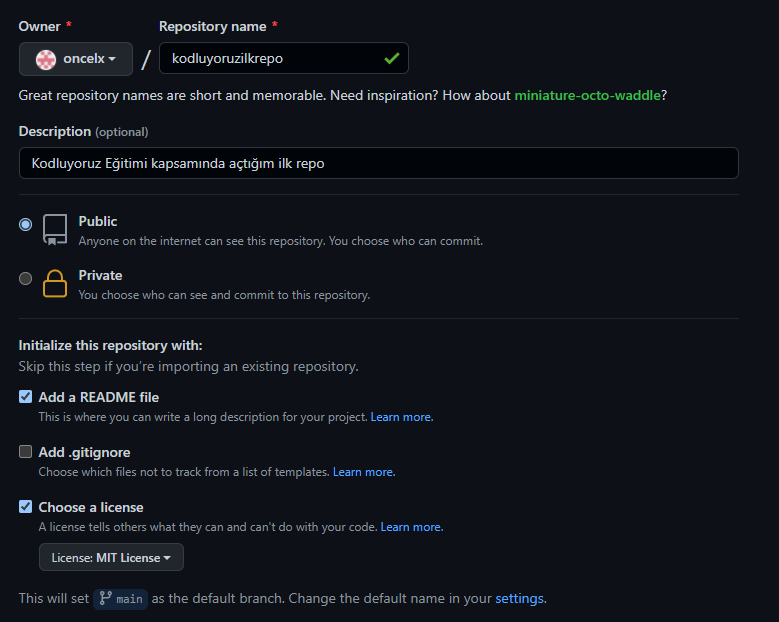 Owner * Repository name *
oncelx / kodluyoruzilkrepo
Great repository names are short and memorable. Need inspiration? How about miniature-octo-waddle?
Description (optional)
Kodluyoruz Eğitimi kapsamında açtığım ilk repo
Public
Anyone on the internet can see this repository. You choose who can commit.
Private
You choose who can see and commit to this repository.
Initialize this repository with:
Skip this step if you're importing an existing repository.
Add a README file
This is where you can write a long description for your project. Learn more.
Add .gitignore
Choose which files not to track from a list of templates. Learn more.
Choose a license
A license tells others what they can and can't do with your code. Learn more.
License: MIT License
This will set main as the default branch. Change the default name in your settings.